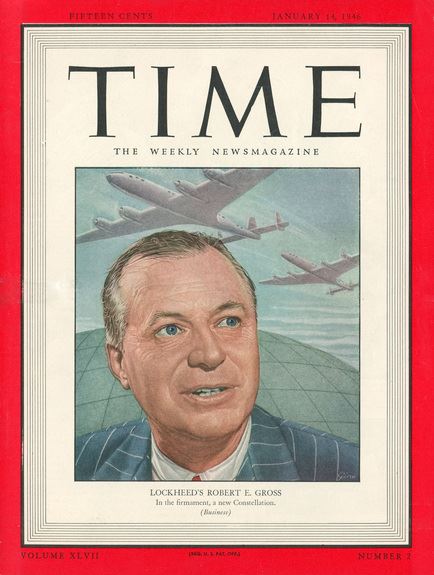 FIFTEEN CENTS JANUARY 14, 1946
TIME
THE WEEKLY NEWSMAGAZINE
LOCKHEED'S ROBERT E. GROSS
In the firmament, a new Constellation.
(Business)
VOLUME XLVII (REG. U. S. PAT. OFF.) NUMBER 2